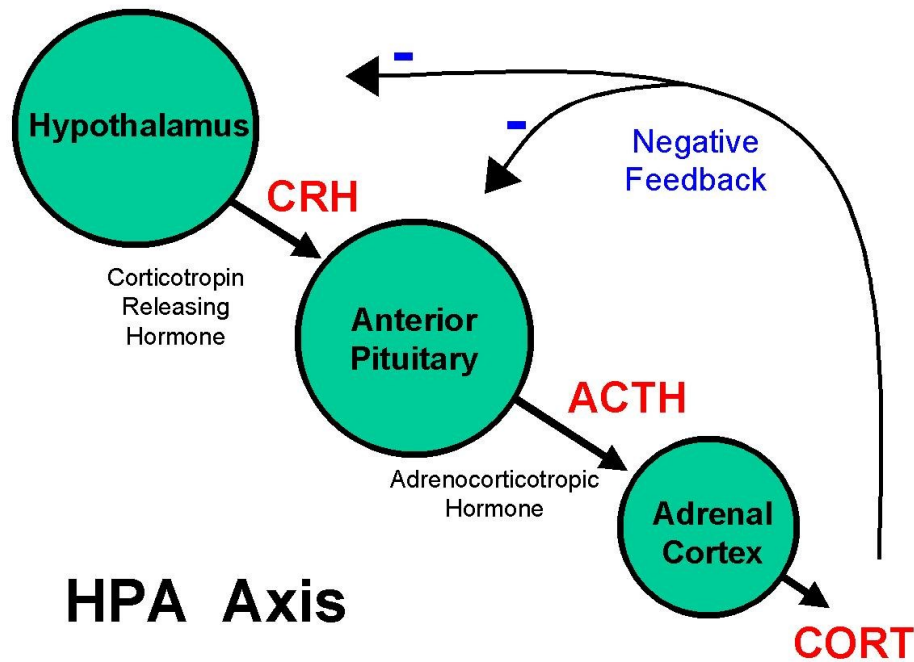 -
Hypothalamus
-
Negative
Feedback
CRH
Corticotropin
Releasing
Hormone
Anterior
Pituitary
ACTH
Adrenocorticotropic
Hormone
Adrenal
Cortex
HPA Axis
CORT